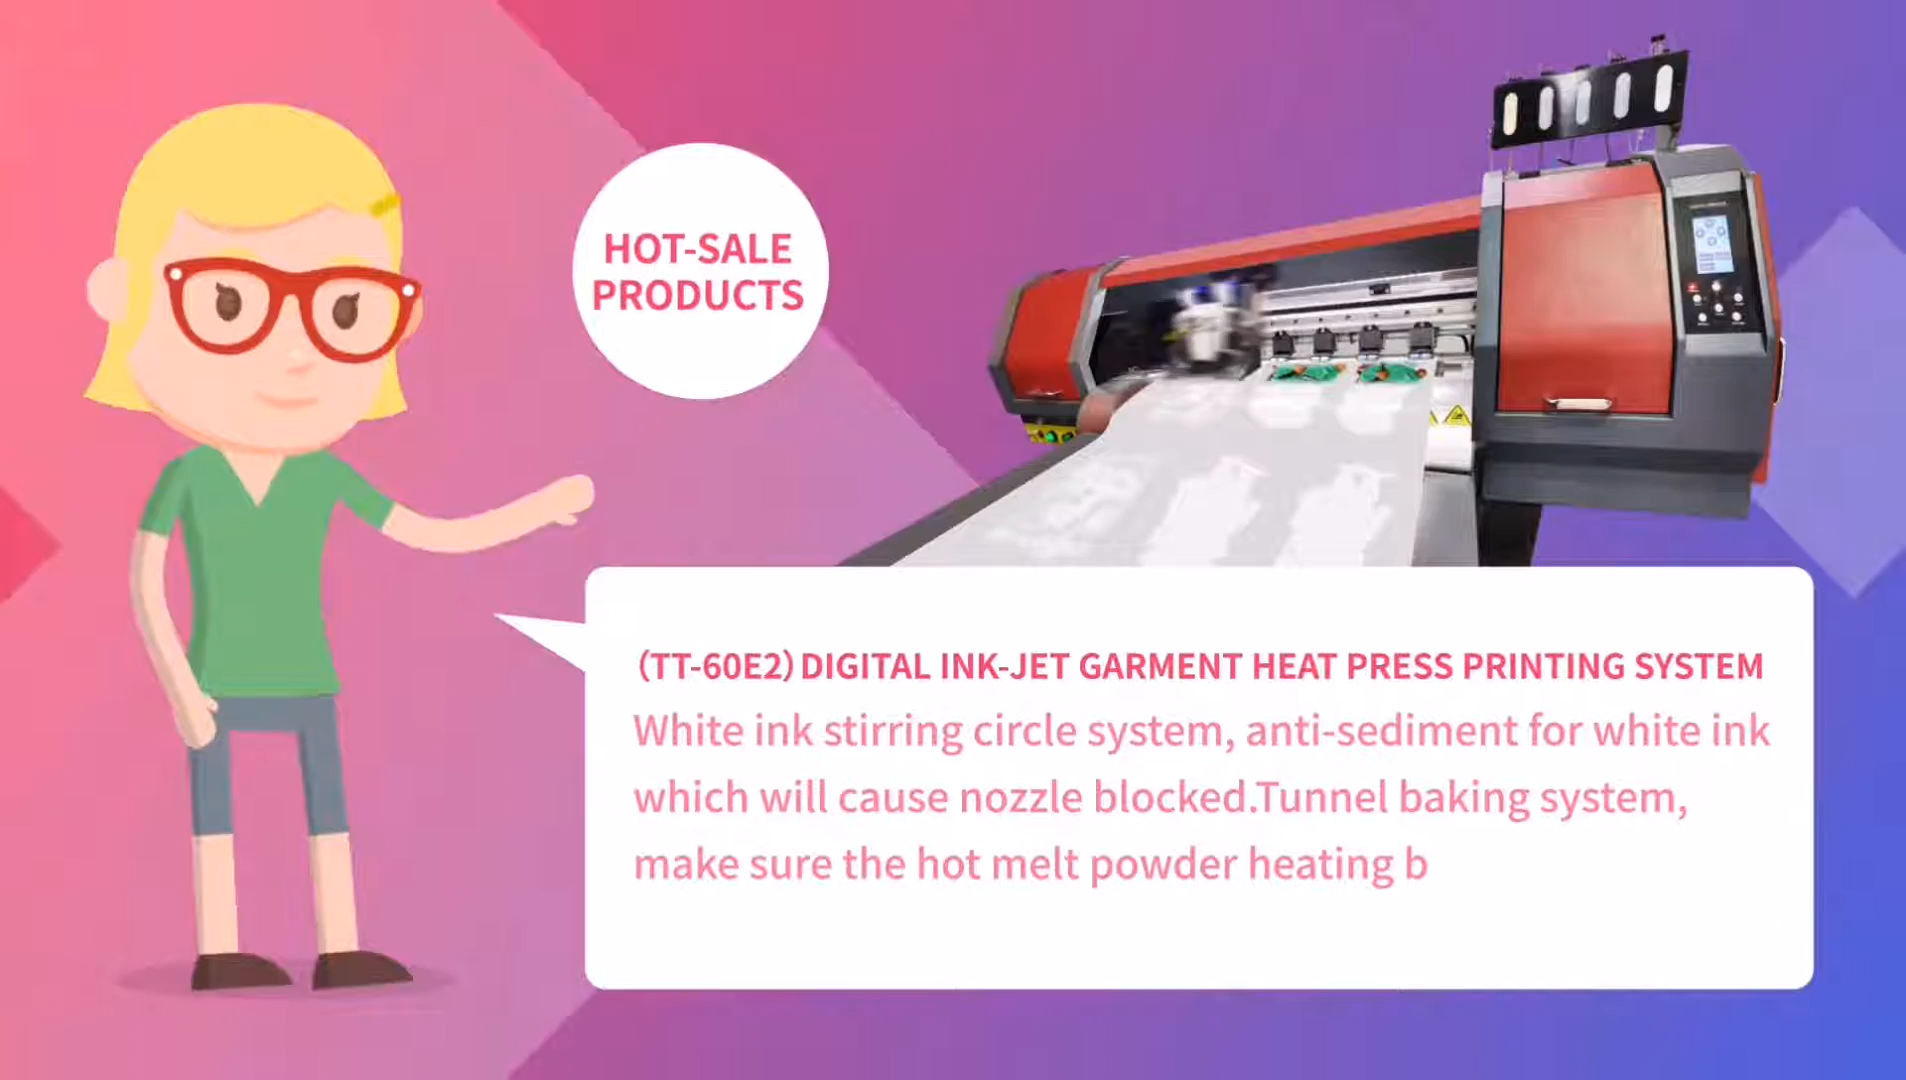 HOT-SALE
PRODUCTS
(TT-60E2) DIGITAL INK-JET GARMENT HEAT PRESS PRINTING SYSTEM
White ink stirring circle system, anti-sediment for white ink
which will cause nozzle blocked.Tunnel baking system,
make sure the hot melt powder heating b